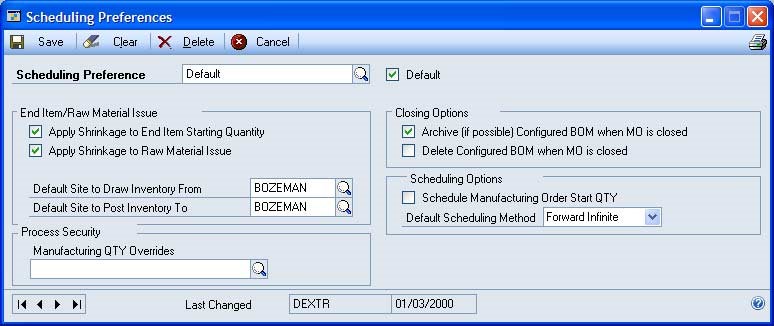 Scheduling Preferences
Save Clear Delete Cancel
Scheduling Preference Default Default
End Item/Raw Material Issue
Apply Shrinkage to End Item Starting Quantity
Apply Shrinkage to Raw Material Issue
Default Site to Draw Inventory From BOZEMAN
Default Site to Post Inventory To BOZEMAN
Process Security
Manufacturing QTY Overrides
Closing Options
Archive (if possible) Configured BOM when MO is closed
Delete Configured BOM when MO is closed
Scheduling Options
Schedule Manufacturing Order Start QTY
Default Scheduling Method Forward Infinite
Last Changed DEXTR 01/03/2000